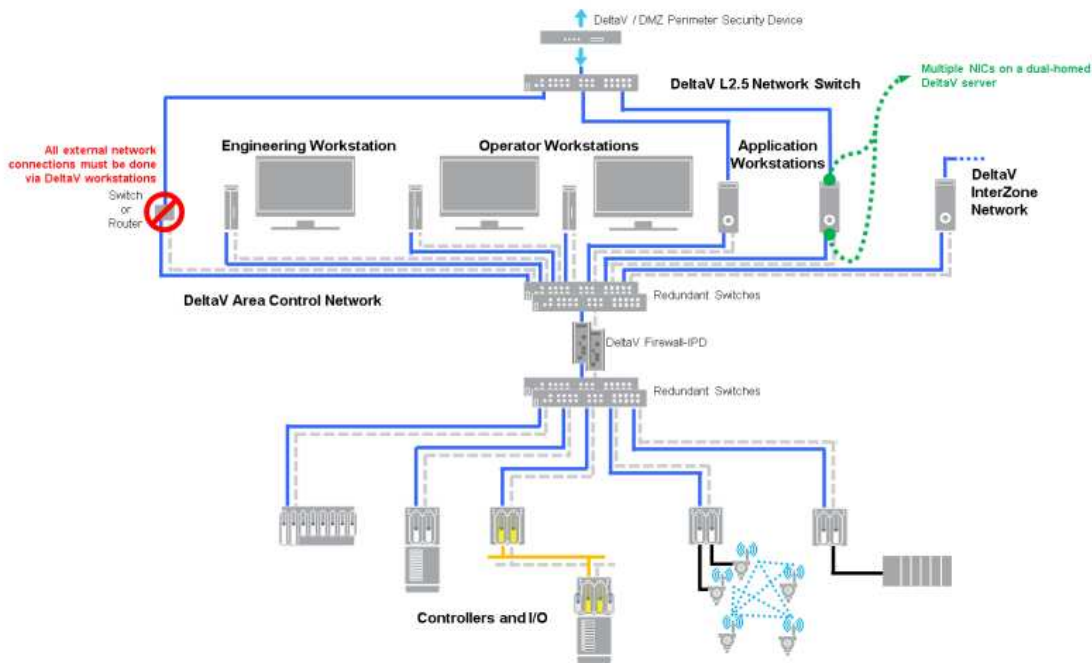 DeltaV / DMZ Perimeter Security Device
Multiple NICs on a dual-homed
DeltaV server
DeltaV L2.5 Network Switch
All external network
connections must be done
via DeltaV workstations
Switch
or
Router
Engineering Workstation
Operator Workstations
Application
Workstations
DeltaV
InterZone
Network
DeltaV Area Control Network
Redundant Switches
DeltaV Firewall-IPD
Redundant Switches
Controllers and I/O